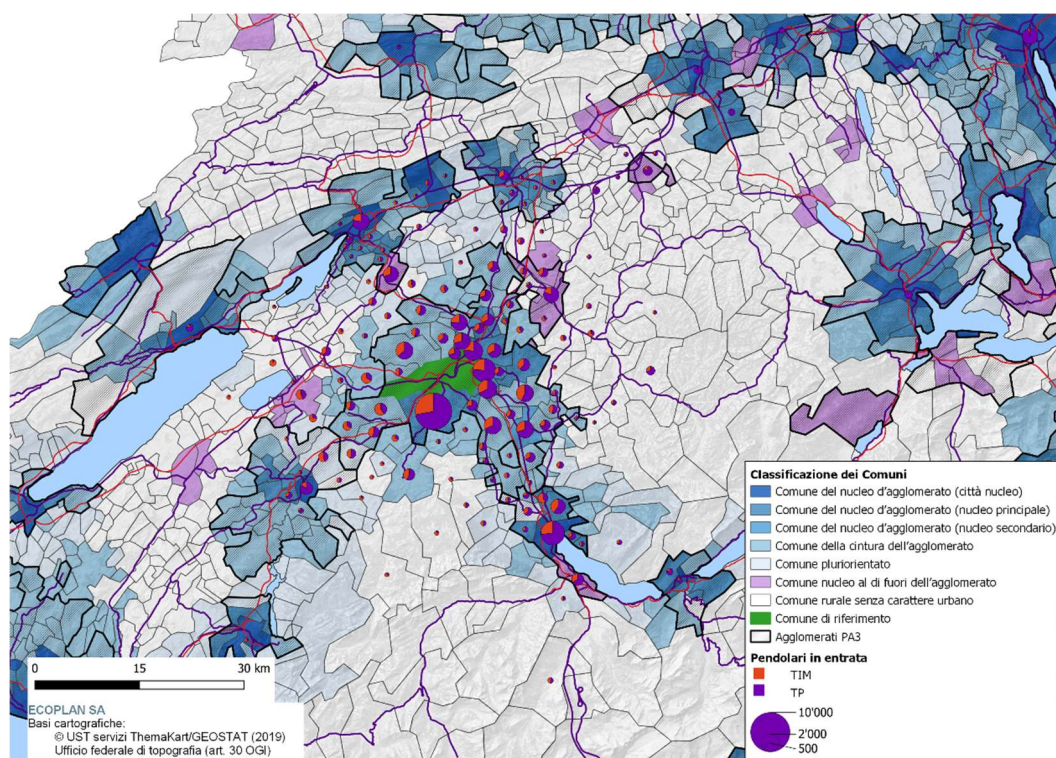 Classificazione dei Comuni
Comune del nucleo d'agglomerato (città nucleo)
Comune del nucleo d'agglomerato (nucleo principale)
Comune del nucleo d'agglomerato (nucleo secondario)
Comune della cintura dell'agglomerato
Comune pluriorientato
Comune nucleo al di fuori dell'agglomerato
Comune rurale senza carattere urbano
Comune di riferimento
Agglomerati PA3
Pendolari in entrata
TIM
TP
10'000
2'000
500
0 15 30 km
ECOPLAN SA
Basi cartografiche:
© UST servizi ThemaKart/GEOSTAT (2019)
Ufficio federale di topografia (art. 30 OGI)